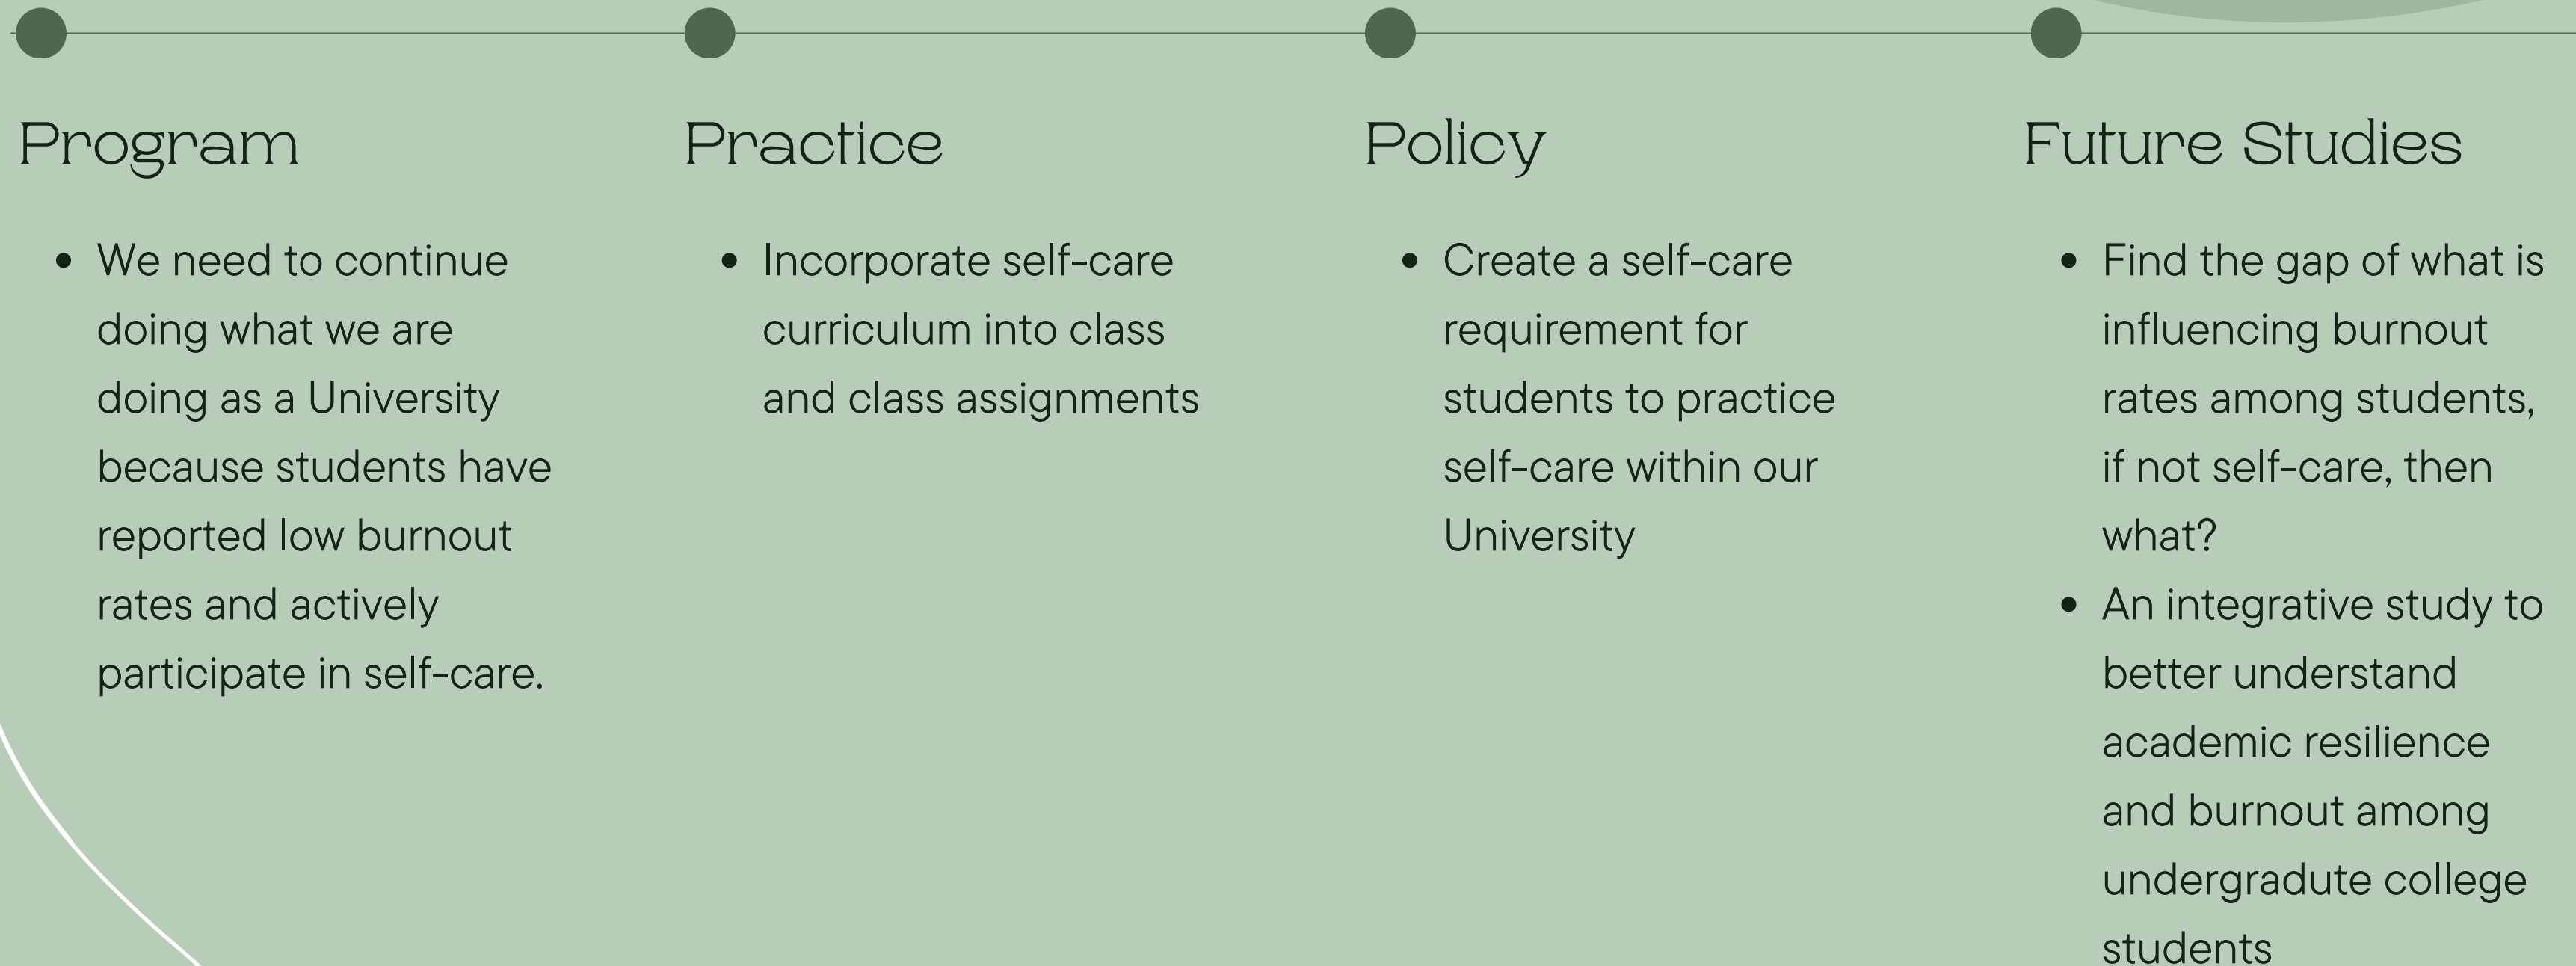 Program
• We need to continue
doing what we are
doing as a University
because students have
reported low burnout
rates and actively
participate in self-care.
Practice
• Incorporate self-care
curriculum into class
and class assignments
Policy
• Create a self-care
requirement for
students to practice
self-care within our
University
Future Studies
• Find the gap of what is
influencing burnout
rates among students,
if not self-care, then
what?
• An integrative study to
better understand
academic resilience
and burnout among
undergradute college
students